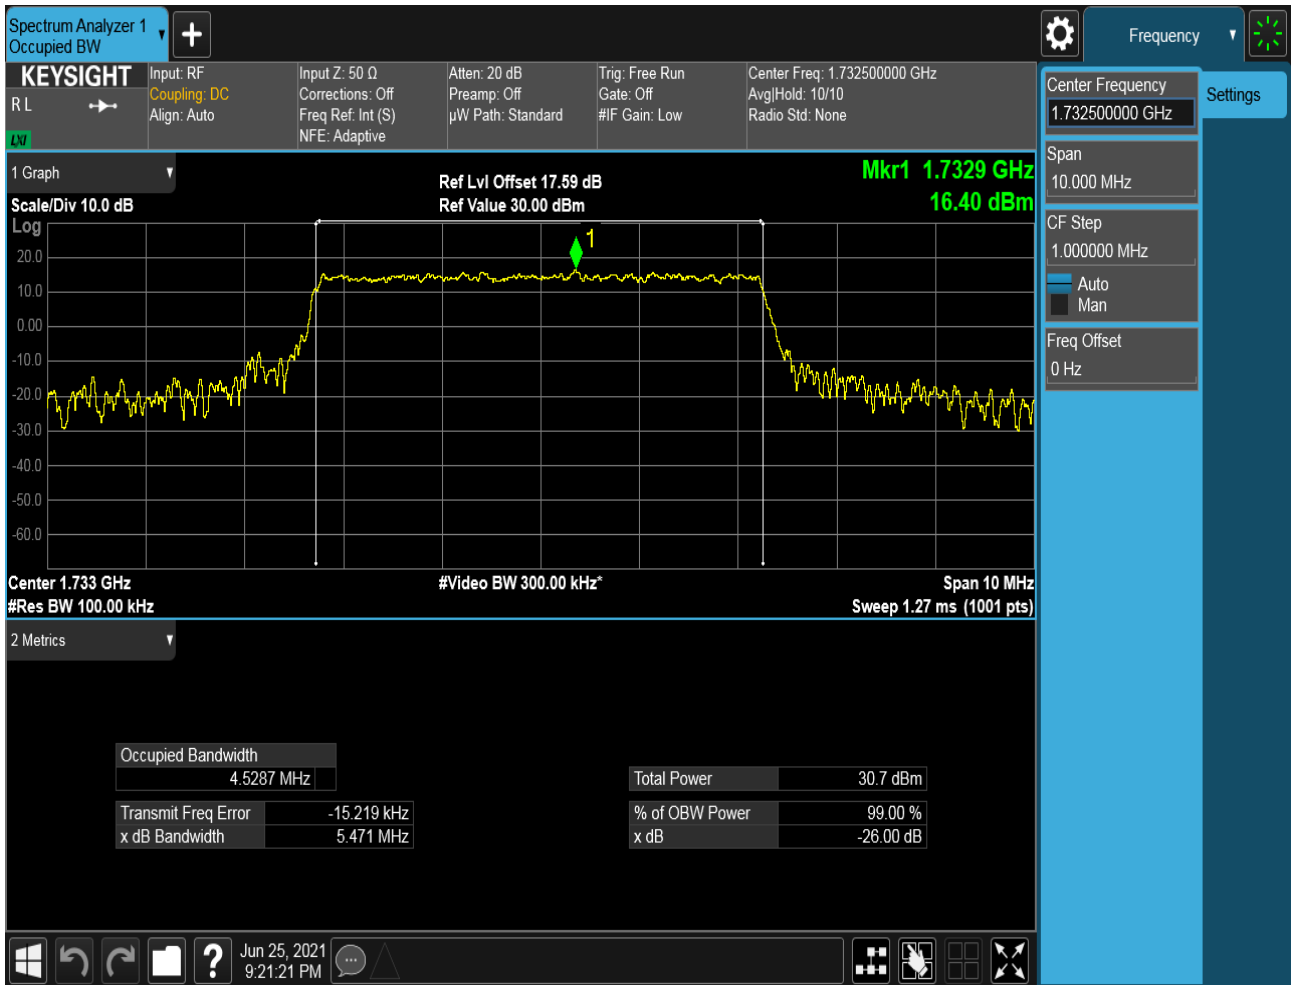 Spectrum Analyzer 1
Occupied BW
Frequency
KEYSIGHT
R L
LXI
Input: RF
Coupling: DC
Align: Auto
Input Z: 50 Ω
Corrections: Off
Freq Ref: Int (S)
NFE: Adaptive
Atten: 20 dB
Preamp: Off
µW Path: Standard
Trig: Free Run
Gate: Off
#IF Gain: Low
Center Freq: 1.732500000 GHz
Avg|Hold: 10/10
Radio Std: None
Center Frequency
1.732500000 GHz
Settings
Span
10.000 MHz
CF Step
1.000000 MHz
Auto
Man
Freq Offset
0 Hz
1 Graph
Ref Lvl Offset 17.59 dB
Mkr1 1.7329 GHz
Scale/Div 10.0 dB
Ref Value 30.00 dBm
16.40 dBm
Log
1
20.0
10.0
0.00
-10.0
-20.0
-30.0
-40.0
-50.0
-60.0
Center 1.733 GHz
#Video BW 300.00 kHz*
Span 10 MHz
#Res BW 100.00 kHz
Sweep 1.27 ms (1001 pts)
2 Metrics
Occupied Bandwidth
4.5287 MHz
Total Power 30.7 dBm
Transmit Freq Error -15.219 kHz
% of OBW Power 99.00 %
x dB Bandwidth 5.471 MHz
x dB -26.00 dB
?
Jun 25, 2021
9:21:21 PM